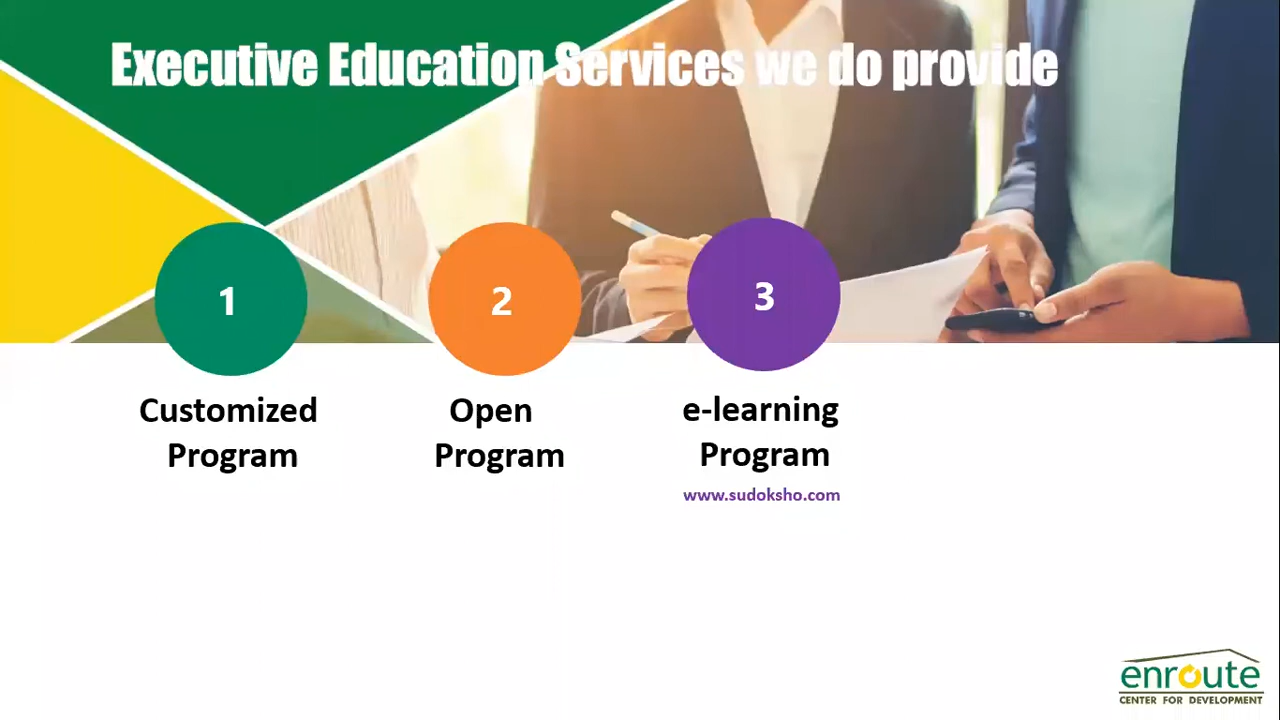 Executive Education Services we do provide
1
2
3
Customized
Program
Open
Program
e-learning
Program
www.sudoksho.com
enroute
CENTER FOR DEVELOPMENT